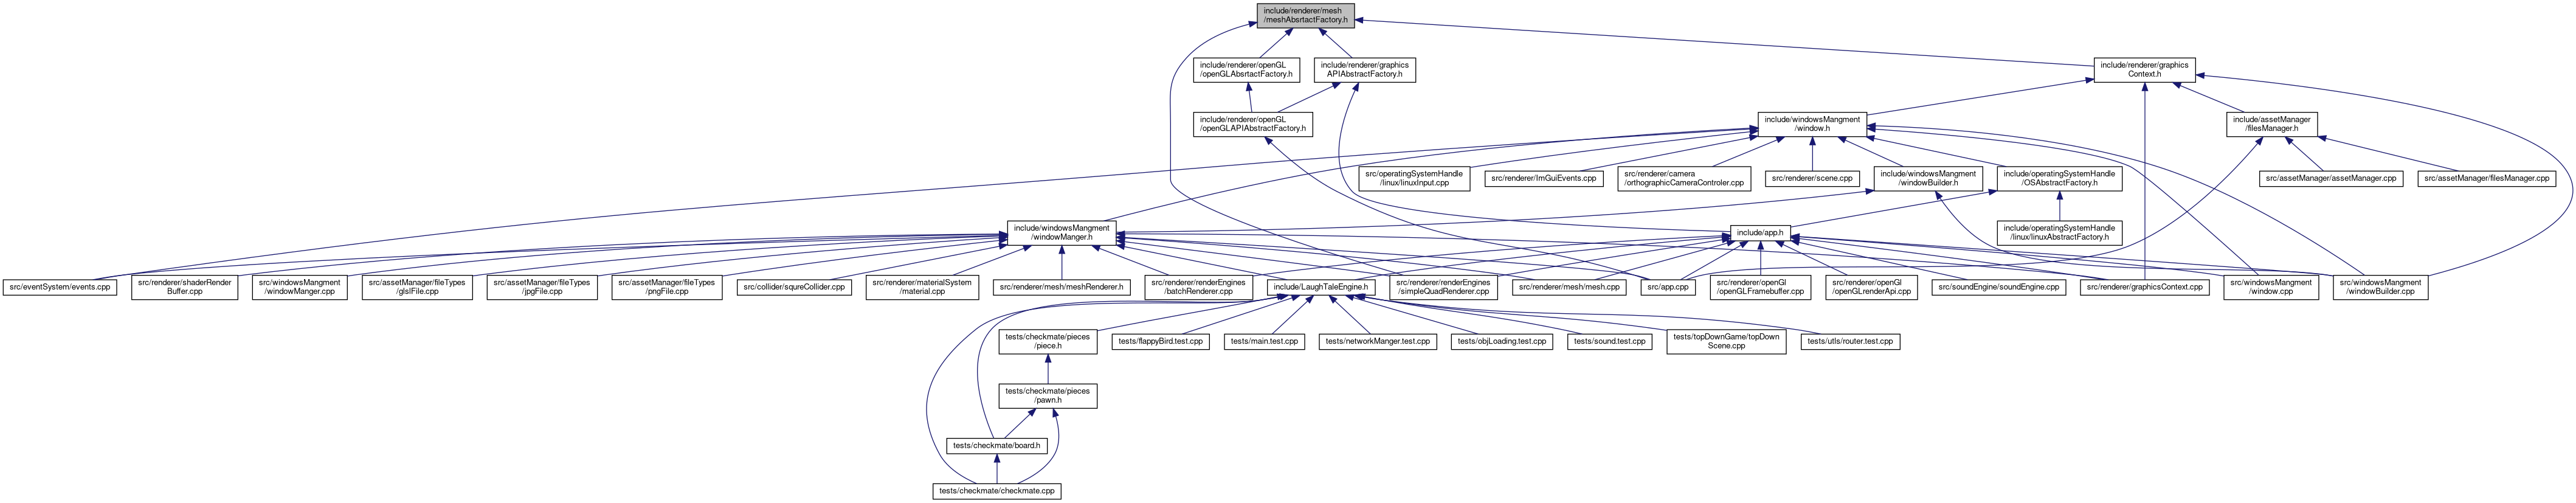 include/renderer/mesh
/meshAbsrtactFactory.h
include/renderer/openGL
/openGLAbsrtactFactory.h
include/renderer/graphics
APIAbstractFactory.h
include/renderer/graphics
Context.h
include/renderer/openGL
/openGLAPIAbstractFactory.h
include/windowsMangment
/window.h
include/assetManager
/filesManager.h
src/operatingSystemHandle
/linux/linuxInput.cpp
src/renderer/ImGuiEvents.cpp
src/renderer/camera
/orthographicCameraControler.cpp
src/renderer/scene.cpp
include/windowsMangment
/windowBuilder.h
include/operatingSystemHandle
/OSAbstractFactory.h
src/assetManager/assetManager.cpp
src/assetManager/filesManager.cpp
include/windowsMangment
/windowManger.h
include/app.h
include/operatingSystemHandle
/linux/linuxAbstractFactory.h
src/eventSystem/events.cpp
src/renderer/shaderRender
Buffer.cpp
src/windowsMangment
/windowManger.cpp
src/assetManager/fileTypes
/glslFile.cpp
src/assetManager/fileTypes
/jpgFile.cpp
src/assetManager/fileTypes
/pngFile.cpp
src/collider/squreCollider.cpp
src/renderer/materialSystem
/material.cpp
src/renderer/mesh/meshRenderer.h
src/renderer/renderEngines
/batchRenderer.cpp
include/LaughTaleEngine.h
src/renderer/renderEngines
/simpleQuadRenderer.cpp
src/renderer/mesh/mesh.cpp
src/app.cpp
src/renderer/openGl
/openGLFramebuffer.cpp
src/renderer/openGl
/openGLrenderApi.cpp
src/soundEngine/soundEngine.cpp
src/renderer/graphicsContext.cpp
src/windowsMangment
/window.cpp
src/windowsMangment
/windowBuilder.cpp
tests/checkmate/pieces
/piece.h
tests/flappyBird.test.cpp
tests/main.test.cpp
tests/networkManger.test.cpp
tests/objLoading.test.cpp
tests/sound.test.cpp
tests/topDownGame/topDown
Scene.cpp
tests/utls/router.test.cpp
tests/checkmate/pieces
/pawn.h
tests/checkmate/board.h
tests/checkmate/checkmate.cpp